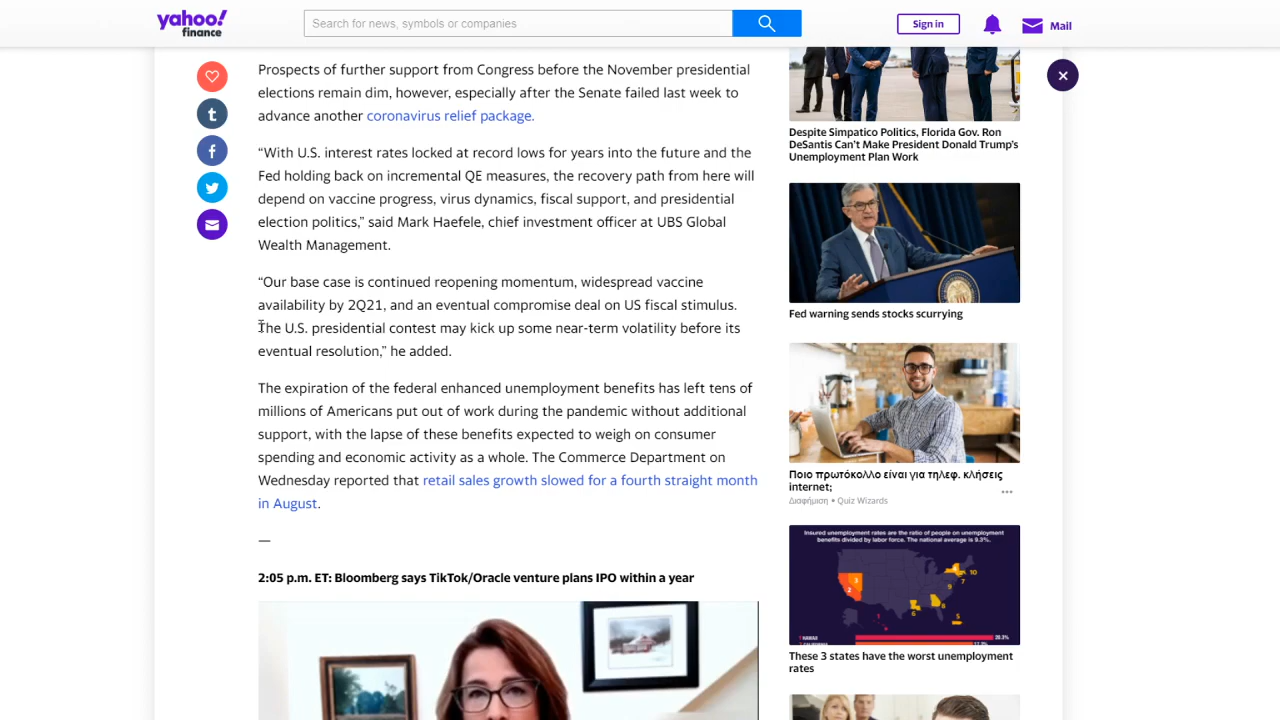 yahoo!
finance
Search for news, symbols or companies
Sign in
Mail
Prospects of further support from Congress before the November presidential
elections remain dim, however, especially after the Senate failed last week to
advance another coronavirus relief package.
“With U.S. interest rates locked at record lows for years into the future and the
Fed holding back on incremental QE measures, the recovery path from here will
depend on vaccine progress, virus dynamics, fiscal support, and presidential
election politics,” said Mark Haefele, chief investment officer at UBS Global
Wealth Management.
“Our base case is continued reopening momentum, widespread vaccine
availability by 2Q21, and an eventual compromise deal on US fiscal stimulus.
The U.S. presidential contest may kick up some near-term volatility before its
eventual resolution,” he added.
The expiration of the federal enhanced unemployment benefits has left tens of
millions of Americans put out of work during the pandemic without additional
support, with the lapse of these benefits expected to weigh on consumer
spending and economic activity as a whole. The Commerce Department on
Wednesday reported that retail sales growth slowed for a fourth straight month
in August.
—
2:05 p.m. ET: Bloomberg says TikTok/Oracle venture plans IPO within a year
Despite Simpatico Politics, Florida Gov. Ron
DeSantis Can't Make President Donald Trump's
Unemployment Plan Work
Fed warning sends stocks scurrying
Ποιο πρωτόκολλο είναι για τηλεφ. κλήσεις
internet;
Διαφήμιση • Quiz Wizards
Insured unemployment rates are the ratio of people on unemployment
benefits divided by labor force. The national average is 9.3%.
3
2
10
7
9
6
8
5
1
1 HAWAII
20.3%
These 3 states have the worst unemployment
rates